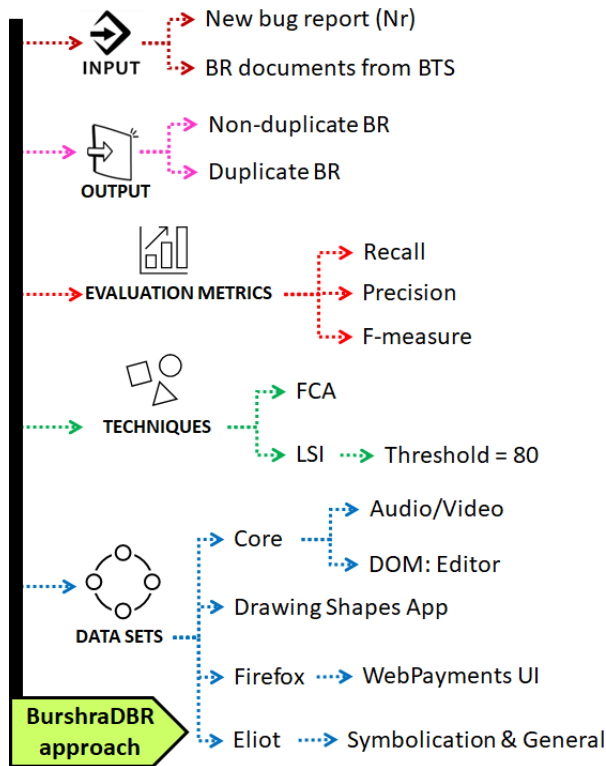 New bug report (Nr)
INPUT
BR documents from BTS
Non-duplicate BR
OUTPUT
Duplicate BR
Recall
EVALUATION METRICS
Precision
F-measure
FCA
TECHNIQUES
LSI
Threshold = 80
Audio/Video
Core
DOM: Editor
Drawing Shapes App
DATA SETS
Firefox
WebPayments UI
BurshraDBR
approach
Eliot
Symbolication & General